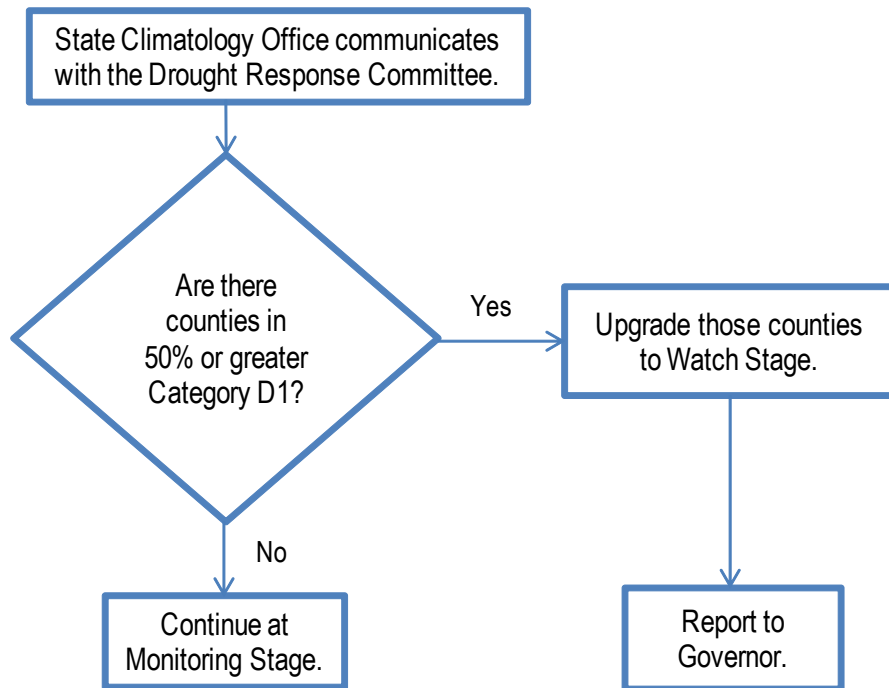 State Climatology Office communicates
with the Drought Response Committee.
Are there
counties in
50% or greater
Category D1?
Yes
Upgrade those counties
to Watch Stage.
No
Continue at
Monitoring Stage.
Report to
Governor.